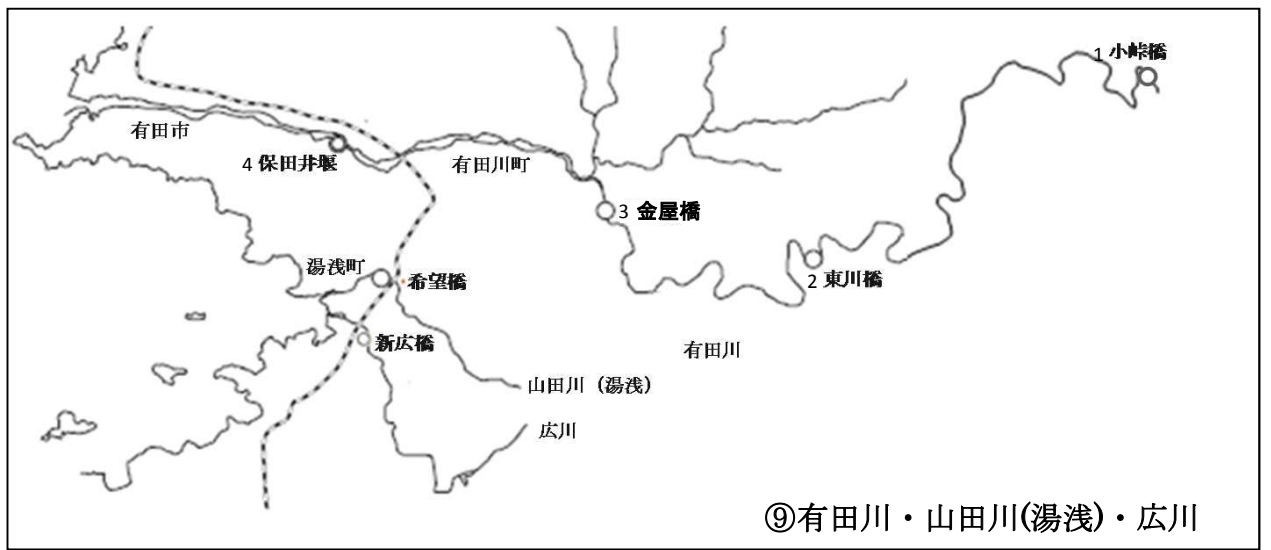 1 小峠橋
有田市
4 保田井堰
有田川町
3 金屋橋
湯浅町
希望橋
2 東川橋
新広橋
有田川
山田川（湯浅）
広川
⑨有田川・山田川(湯浅)・広川